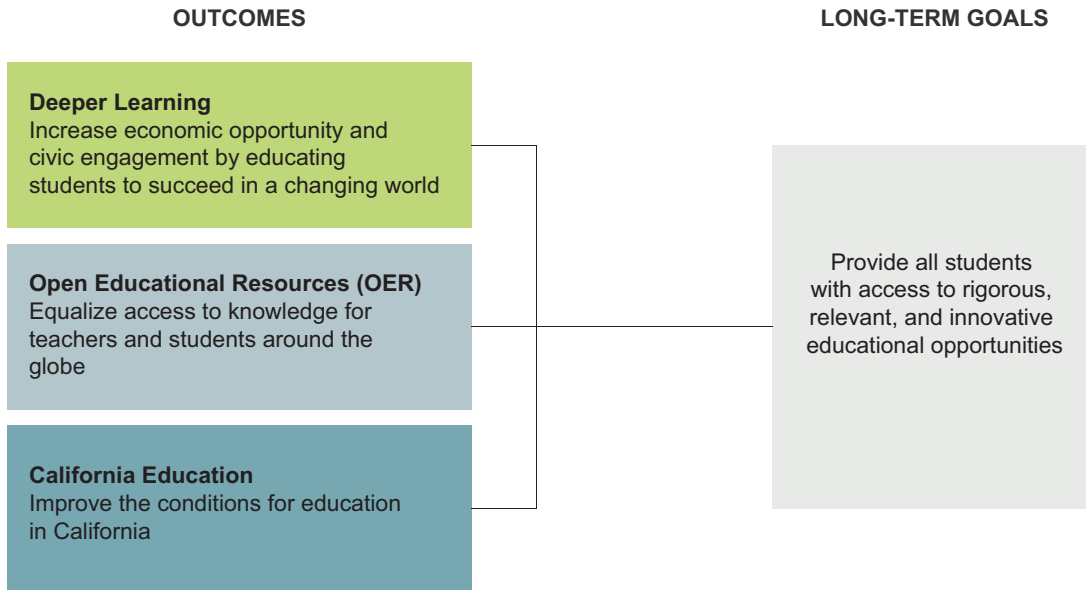 OUTCOMES
LONG-TERM GOALS
Deeper Learning
Increase economic opportunity and
civic engagement by educating
students to succeed in a changing world
Open Educational Resources (OER)
Equalize access to knowledge for
teachers and students around the
globe
California Education
Improve the conditions for education
in California
Provide all students
with access to rigorous,
relevant, and innovative
educational opportunities